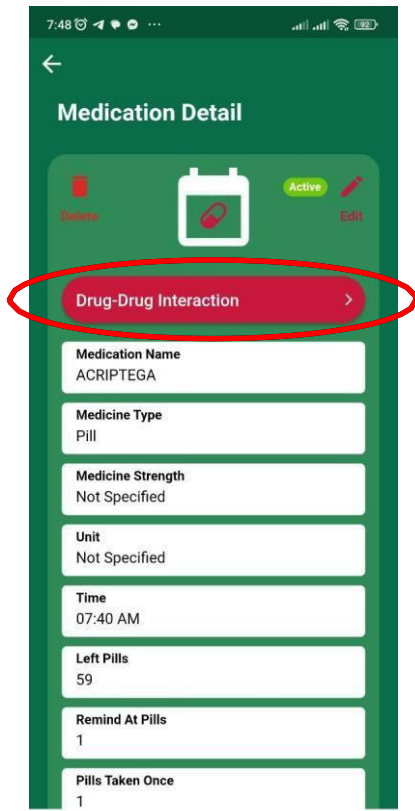 7:48
92
Medication Detail
Delete
Active
Edit
Drug-Drug Interaction
Medication Name
ACRIPTEGA
Medicine Type
Pill
Medicine Strength
Not Specified
Unit
Not Specified
Time
07:40 AM
Left Pills
59
Remind At Pills
1
Pills Taken Once
1